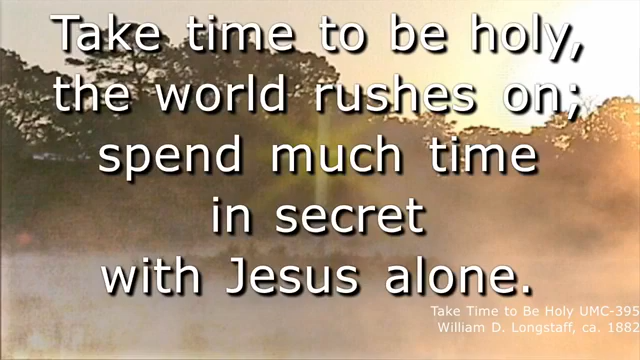 Take time to be holy,
the world rushes on;
spend much time
in secret
with Jesus alone.
Take Time to Be Holy UMC-395
William D. Longstaff, ca. 1882